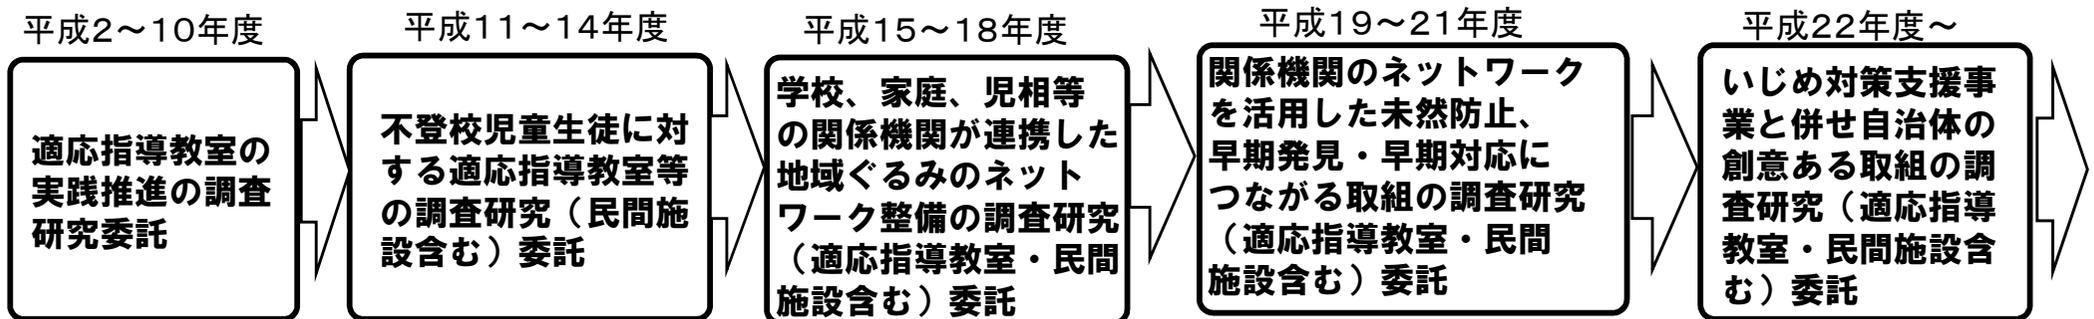 平成2～10年度
適応指導教室の
実践推進の調査
研究委託
平成11～14年度
不登校児童生徒に対
する適応指導教室等
の調査研究（民間施
設含む）委託
平成15～18年度
学校、家庭、児相等
の関係機関が連携した
地域ぐるみのネット
ワーク整備の調査研究
（適応指導教室・民間
施設含む）委託
平成19～21年度
関係機関のネットワーク
を活用した未然防止、
早期発見・早期対応に
つながる取組の調査研究
（適応指導教室・民間
施設含む）委託
平成22年度～
いじめ対策支援事
業と併せ自治体の
創意ある取組の調
査研究（適応指導
教室・民間施設含
む）委託